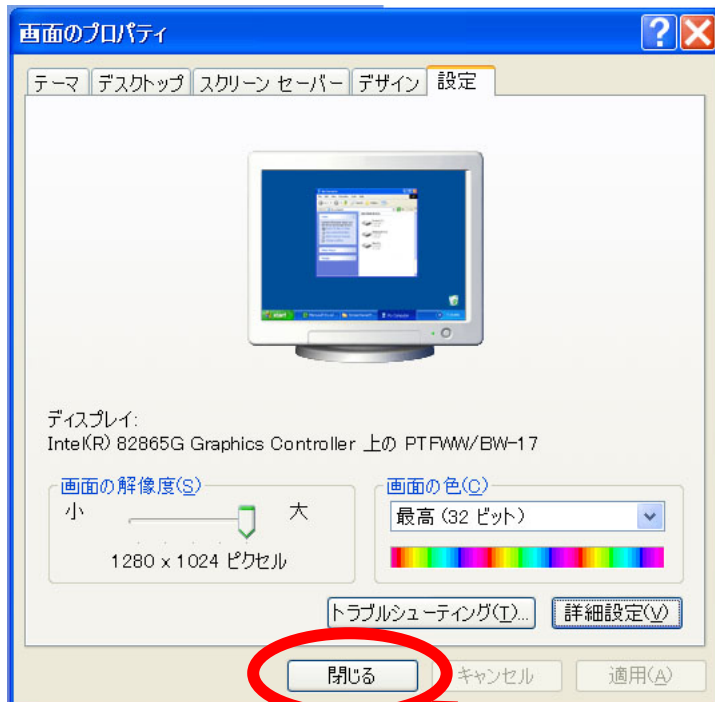 画面のプロパティ
テーマ デスクトップ スクリーン セーバー デザイン 設定
ディスプレイ:
Intel(R) 82865G Graphics Controller 上の PTFWW/BW-17
画面の解像度(S) 画面の色(C)
小 大 最高 (32 ビット)
1280 x 1024 ピクセル
トラブルシューティング(T)... 詳細設定(V)
閉じる キャンセル 適用(A)